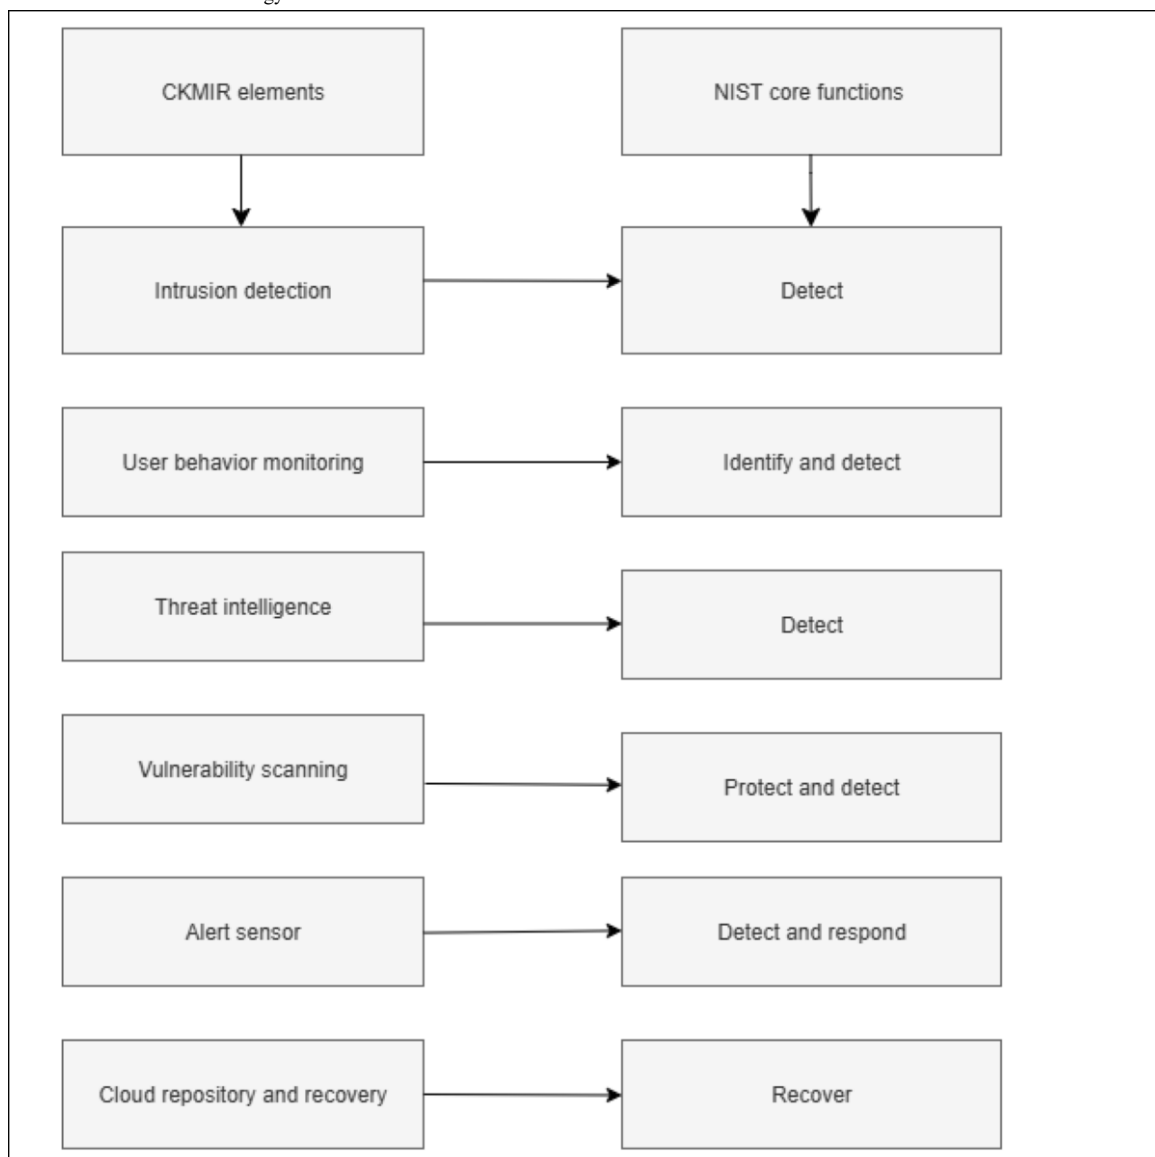 gy
CKMIR elements
NIST core functions
Intrusion detection
Detect
User behavior monitoring
Identify and detect
Threat intelligence
Detect
Vulnerability scanning
Protect and detect
Alert sensor
Detect and respond
Cloud repository and recovery
Recover